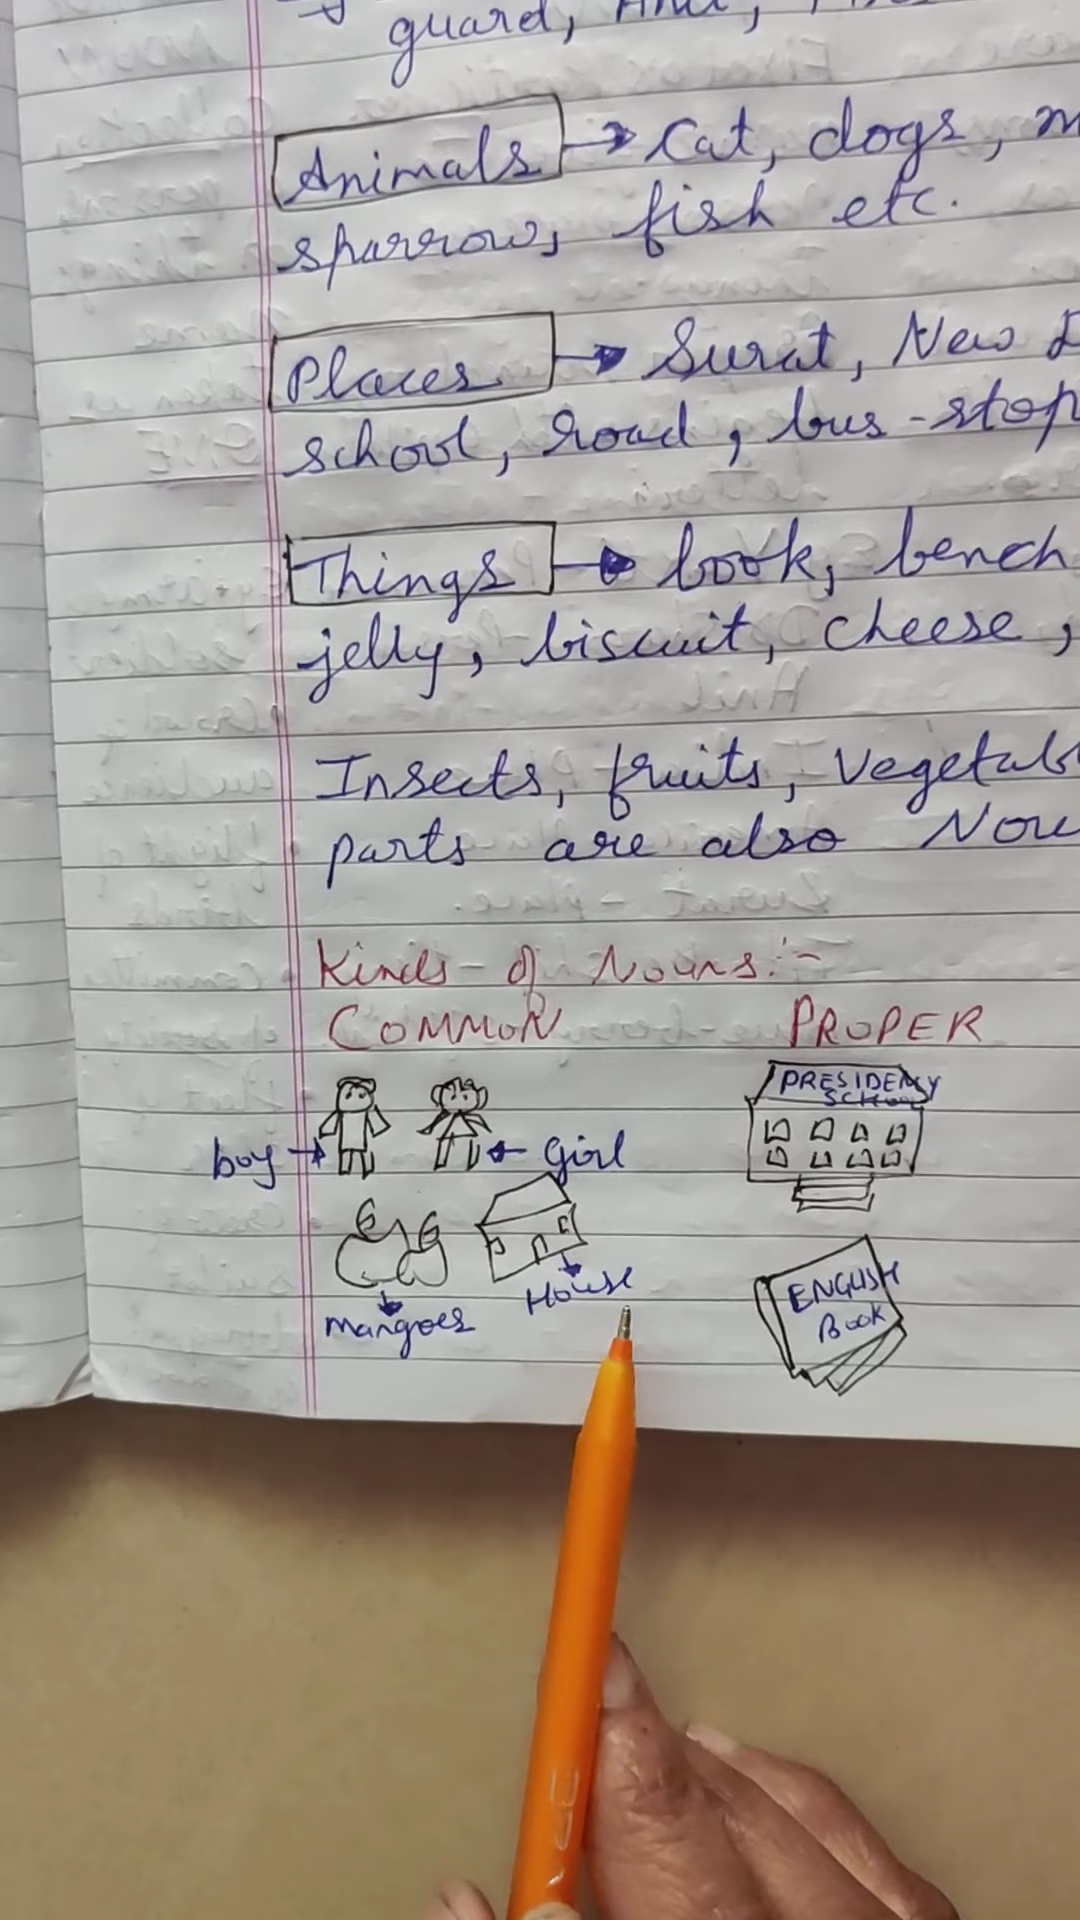 guard,
Animals → Cat, dogs,
sparrow, fish etc.
Places → Surat, New
school, road, bus-stop
Things → book, bench
jelly, biscuit, cheese,
Insects, fruits,
parts are also
Kinds of Nouns :-
COMMON PROPER
PRESIDENCY
SCHOOL
boy → ← Girl
House
mangoes
ENGLISH
Book